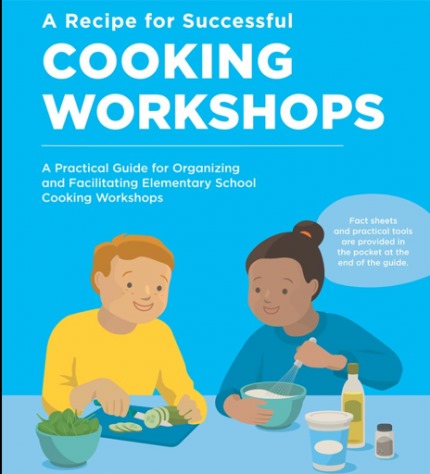 A Recipe for Successful
COOKING
WORKSHOPS
A Practical Guide for Organizing
and Facilitating Elementary School
Cooking Workshops
Fact sheets
and practical tools
are provided in
the pocket at the
end of the guide.